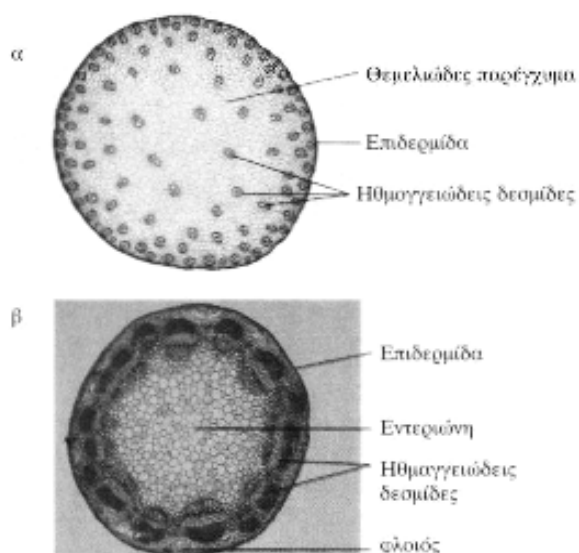 α
Θεμελιώδες παρέγχυμα
Επιδερμίδα
Ηθμαγγειώδεις δεσμίδες
β
Επιδερμίδα
Εντεριώνη
Ηθμαγγειώδεις
δεσμίδες
φλοιός